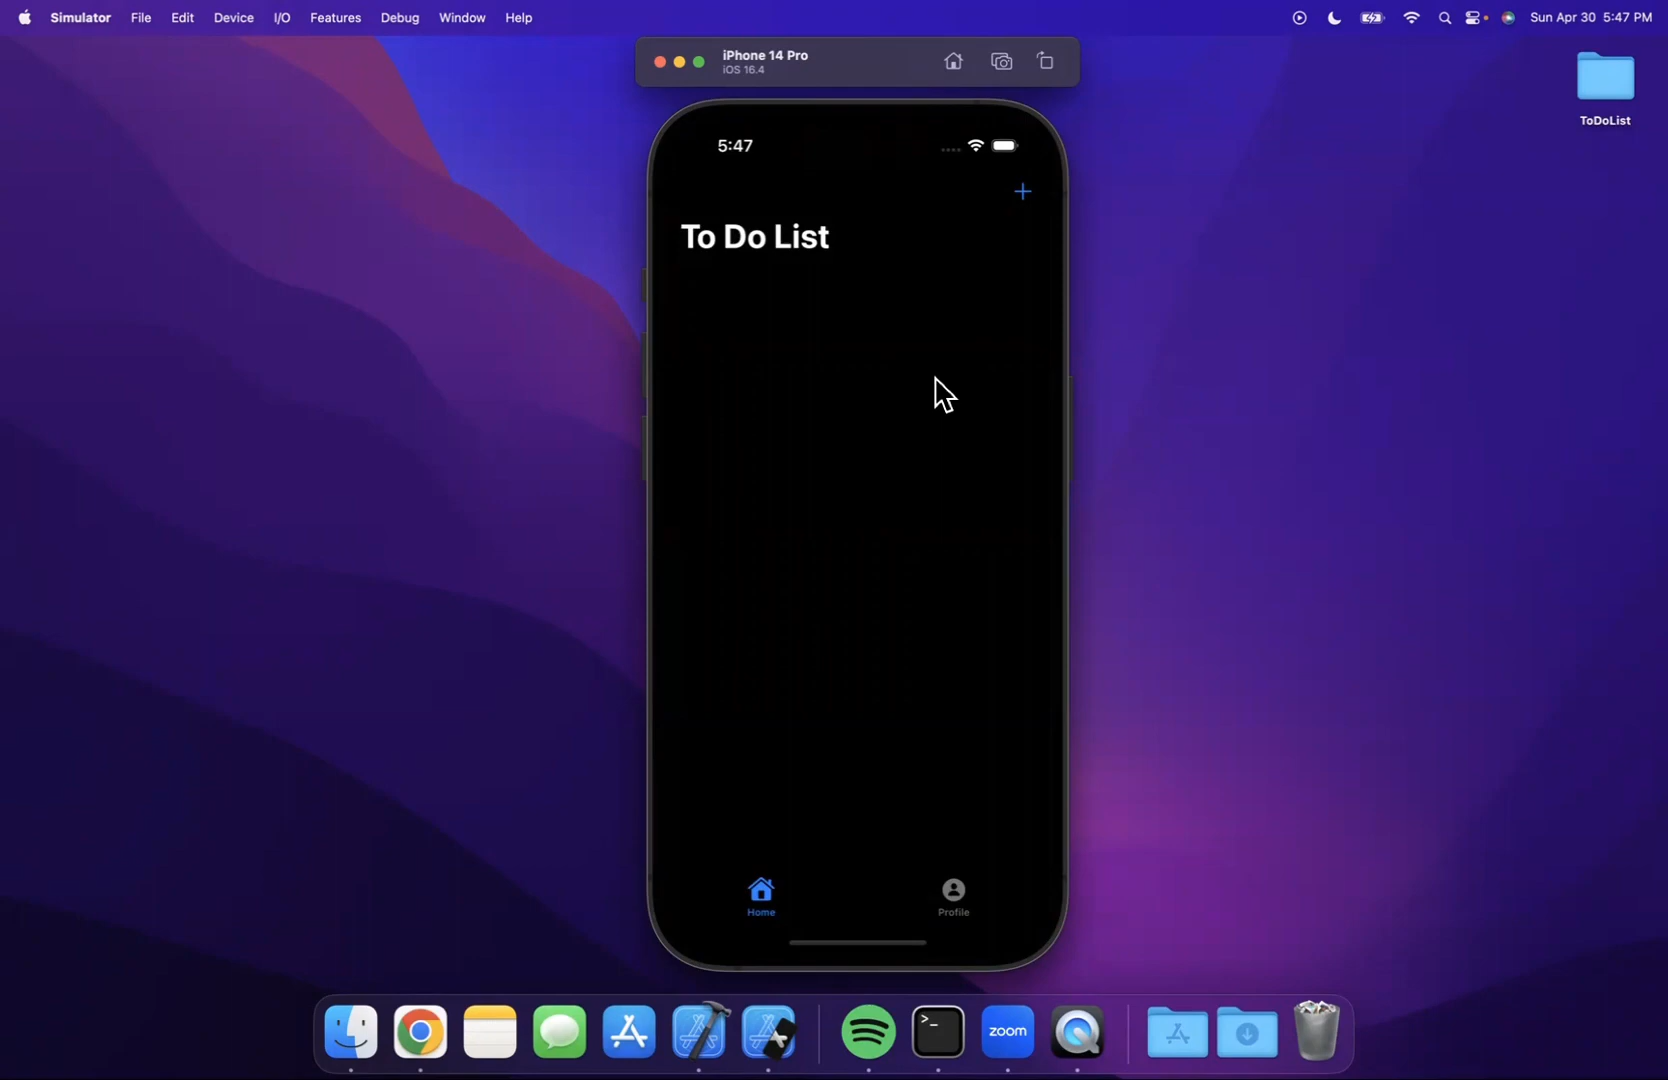 Simulator File Edit Device I/O Features Debug Window Help Sun Apr 30 5:47 PM
iPhone 14 Pro
iOS 16.4
ToDoList
5:47
To Do List
Home Profile
>_
zoom